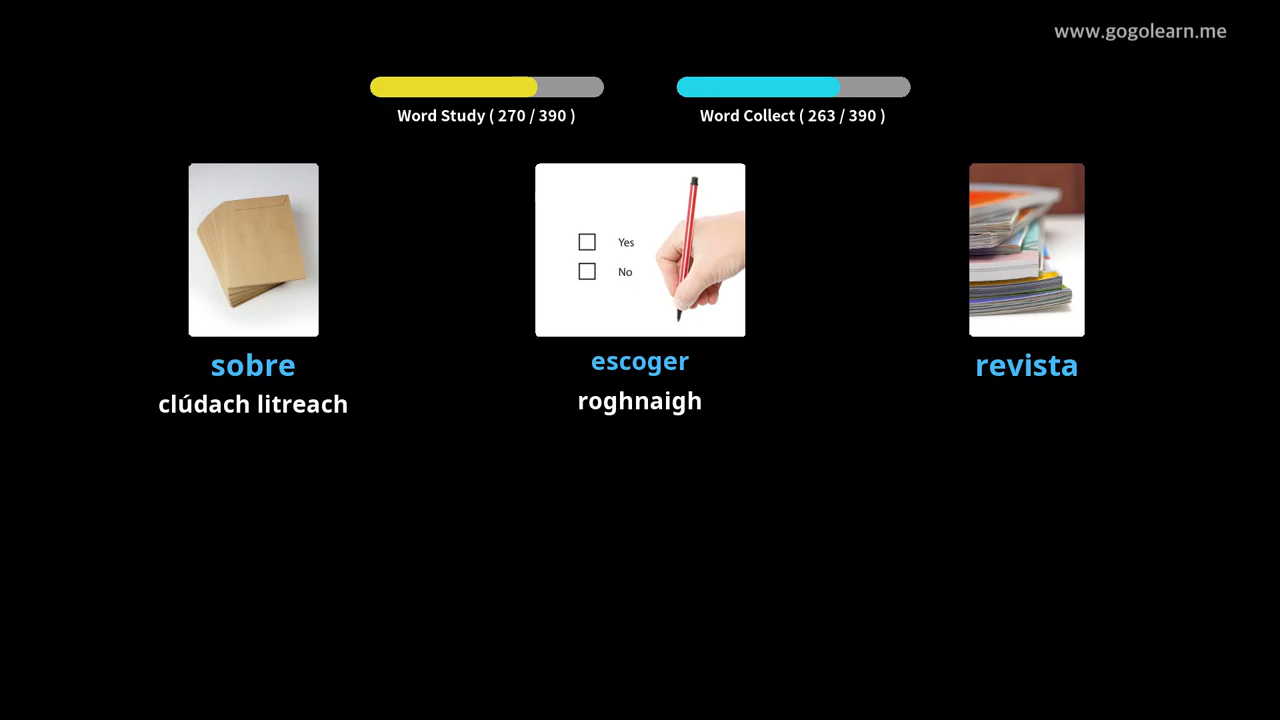 www.gogolearn.me
Word Study ( 270 / 390 )
Word Collect ( 263 / 390 )
Yes
No
sobre
clúdach litreach
escoger
roghnaigh
revista